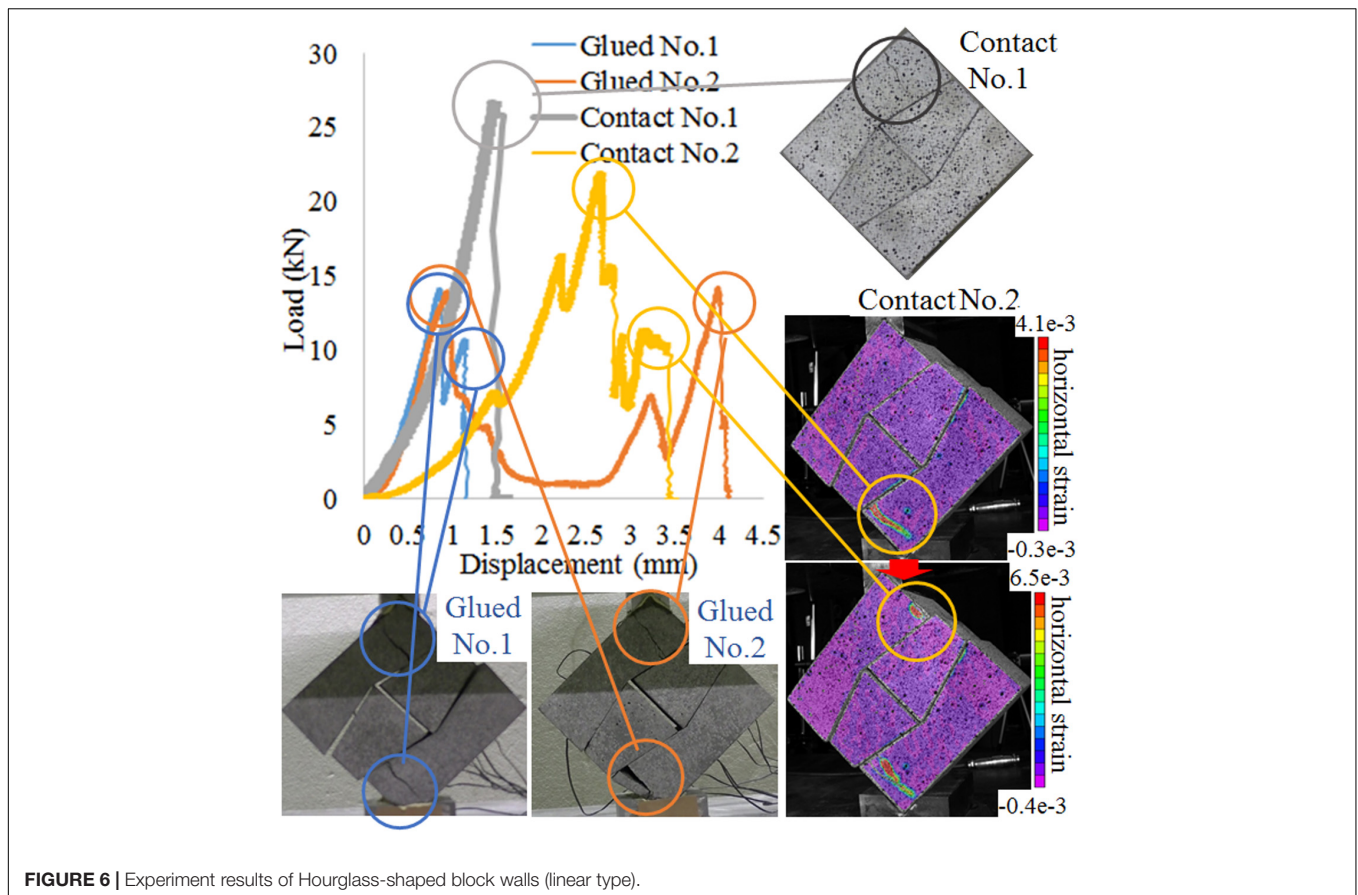 30
25
20
15
10
5
0
Load (kN)
0 0.5 1 1.5 2 2.5 3 3.5 4 4.5
Displacement (mm)
Glued No.1
Glued No.2
Contact No.1
Contact No.2
Contact
No.1
Contact No.2
4.1e-3
horizontal strain
-0.3e-3
6.5e-3
horizontal strain
-0.4e-3
Glued
No.1
Glued
No.2
FIGURE 6 | Experiment results of Hourglass-shaped block walls (linear type).